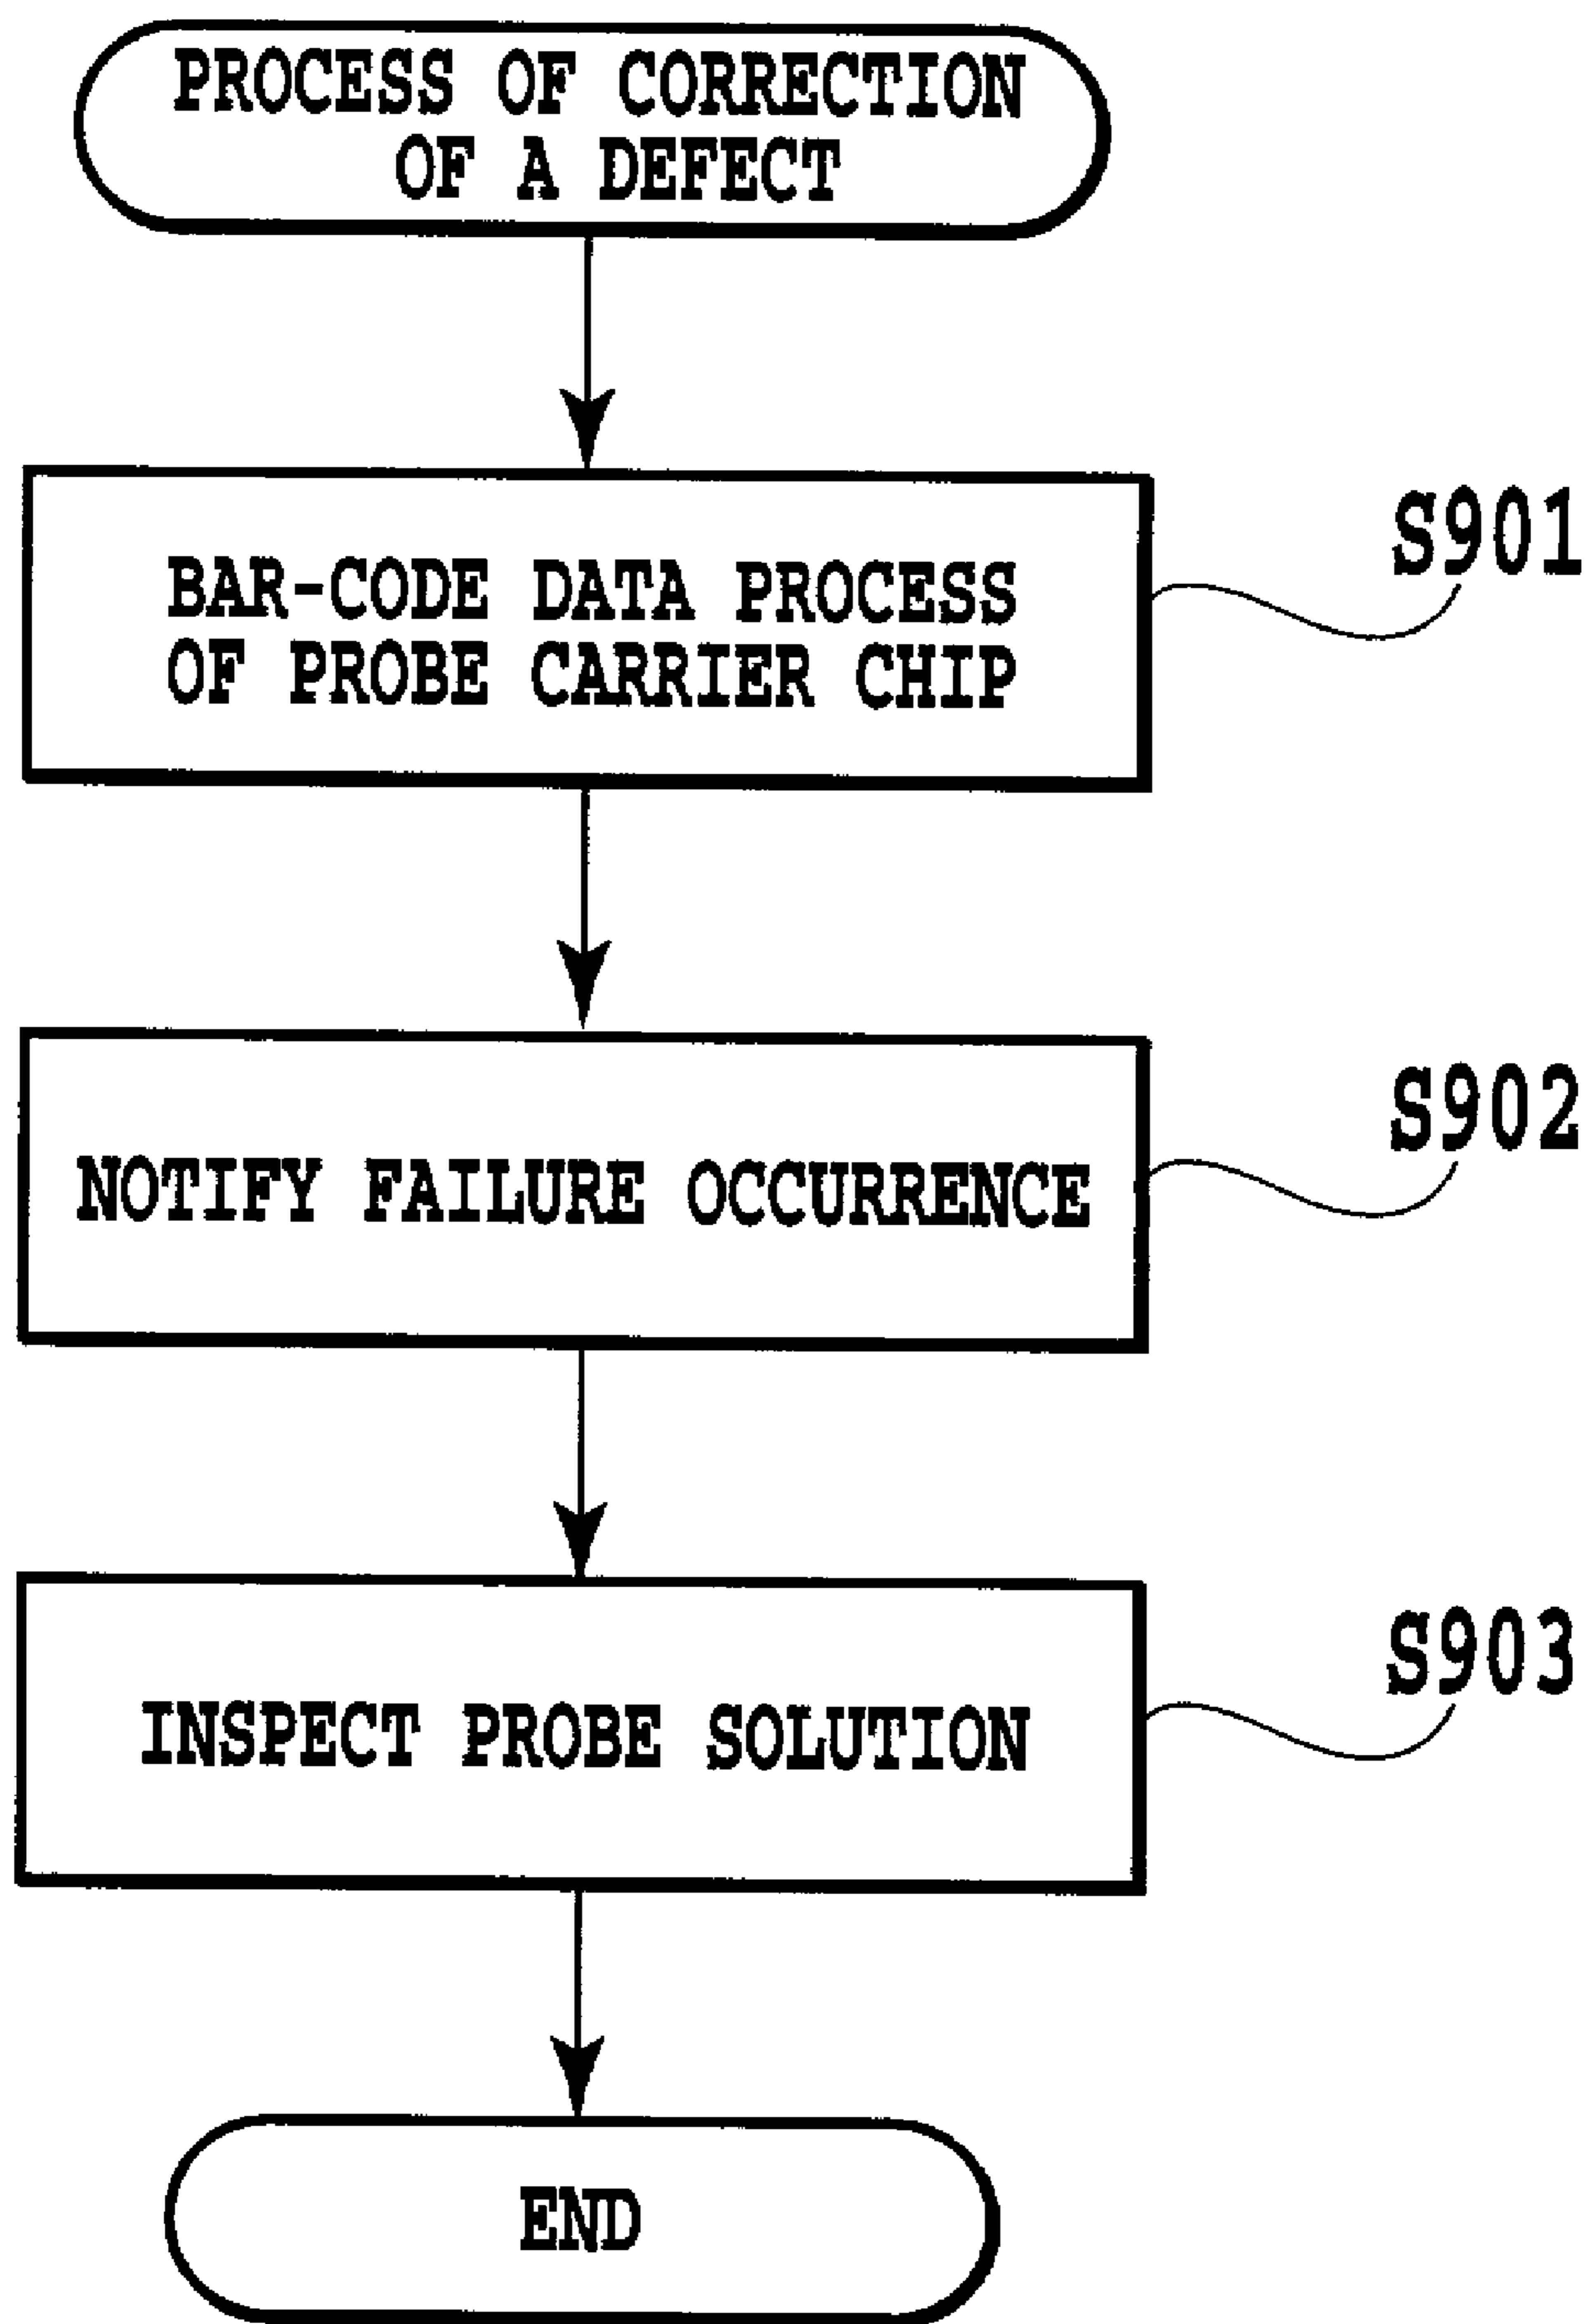 PROCESS OF CORRECTION
OF A DEFECT
BAR-CODE DATA PROCESS
OF PROBE CARRIER CHIP
S901
NOTIFY FAILURE OCCURRENCE
S902
INSPECT PROBE SOLUTION
S903
END